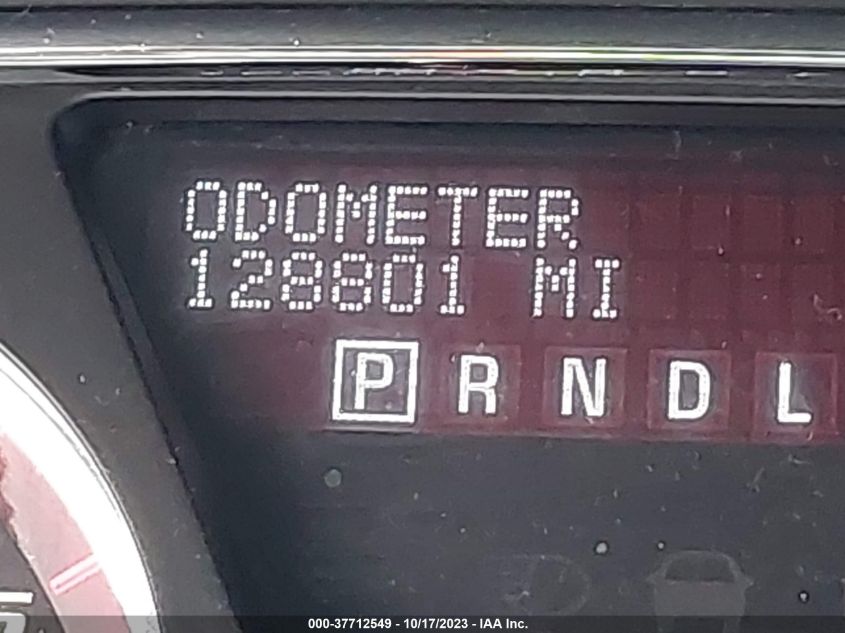 ODOMETER
128801 MI
P R N D L
000-37712549 - 10/17/2023 - IAA Inc.